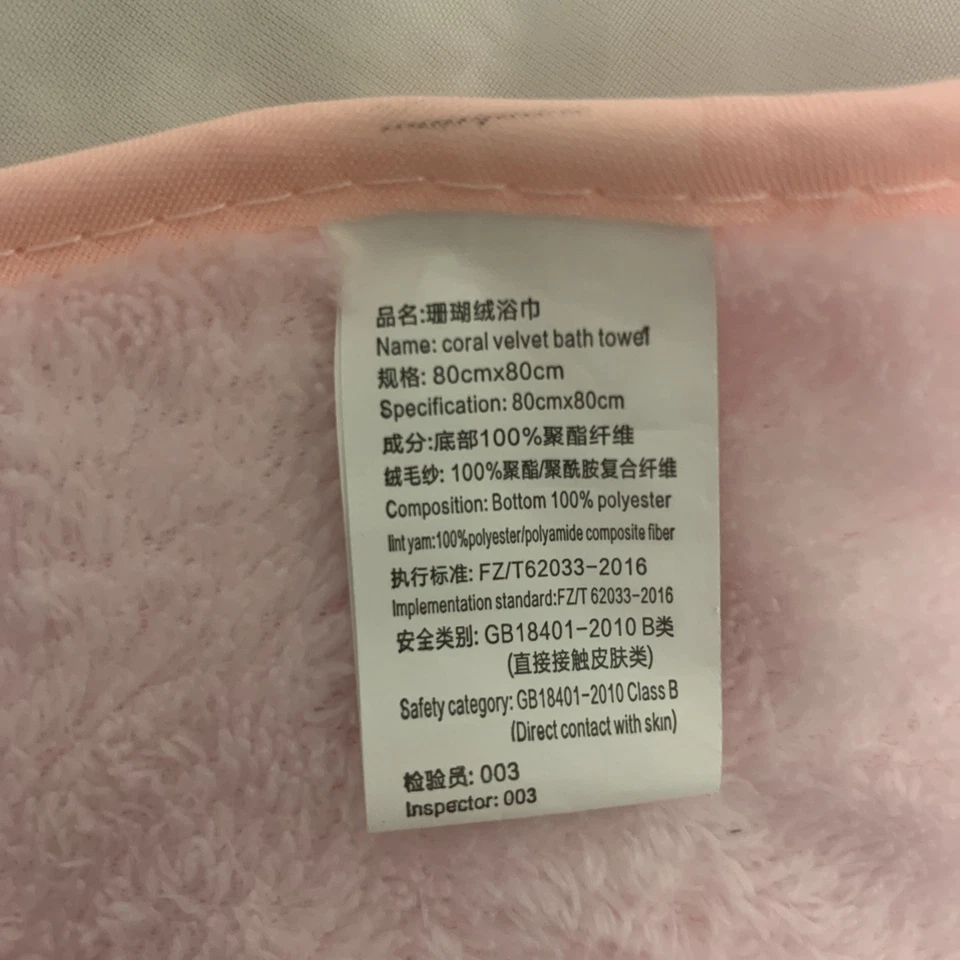 品名:珊瑚绒浴巾
Name: coral velvet bath towel
规格: 80cmx80cm
Specification: 80cmx80cm
成分:底部100%聚酯纤维
绒毛纱: 100%聚酯/聚酰胺复合纤维
Composition: Bottom 100% polyester
lint yam:100%polyester/polyamide composite fiber
执行标准: FZ/T62033-2016
Implementation standard:FZ/T 62033-2016
安全类别: GB18401-2010 B类
(直接接触皮肤类)
Safety category: GB18401-2010 Class B
(Direct contact with skin)
检验员: 003
Inspector: 003